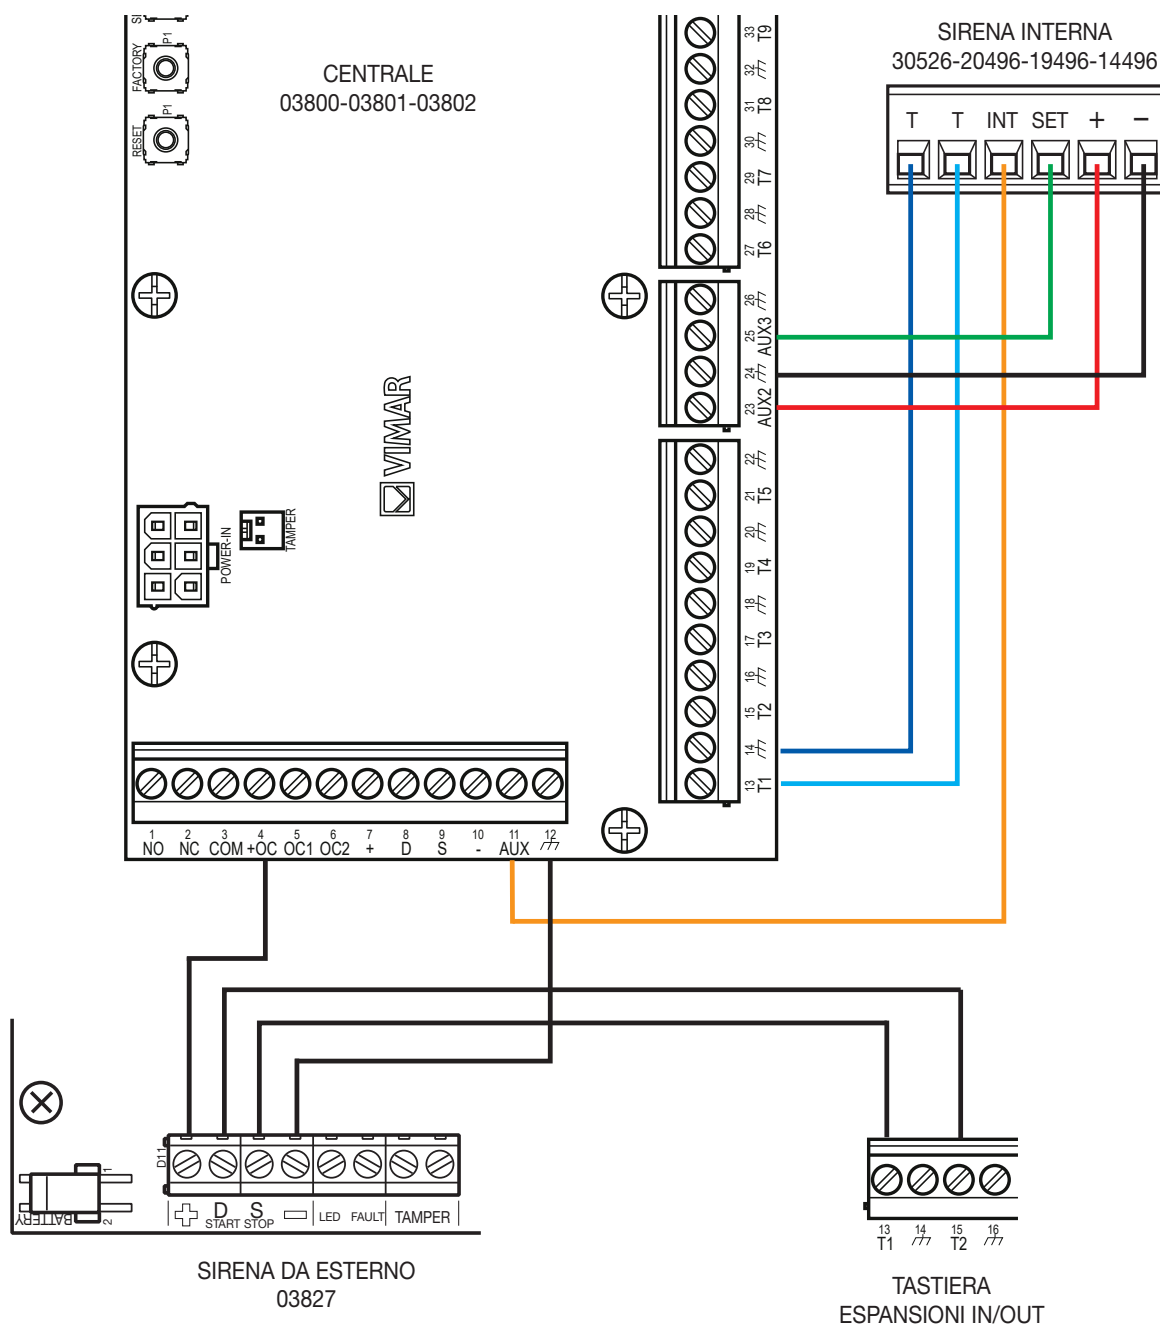 SI
P1
FACTORY
P1
RESET
CENTRALE
03800-03801-03802
33 T9
32
31 T8
30
29 T7
28
27 T6
26
25 AUX3
24
23 AUX2
22
21 T5
20
19 T4
18
17 T3
16
15 T2
14
13 T1
SIRENA INTERNA
30526-20496-19496-14496
T T INT SET + −
VIMAR
POWER-IN
TAMPER
1 2 3 4 5 6 7 8 9 10 11 12
NO NC COM +OC OC1 OC2 + D S - AUX
D11
BATTERY
1
2
D S LED FAULT TAMPER
START STOP
SIRENA DA ESTERNO
03827
13 14 15 16
T1 T2
TASTIERA
ESPANSIONI IN/OUT